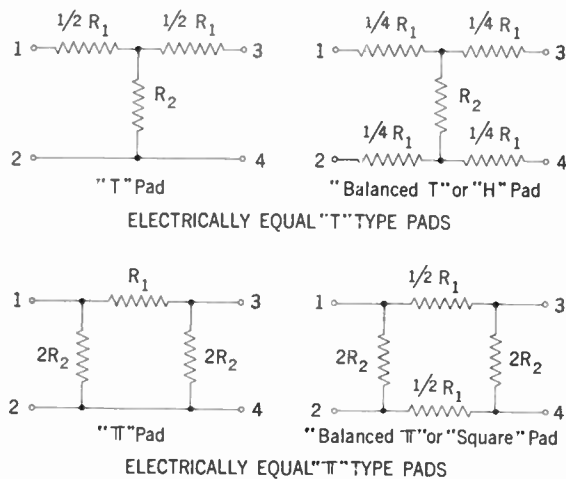 1/2 R1 1/2 R1 1/4 R1 1/4 R1
1 3 1 3
R2 R2
1/4 R1 1/4 R1
2 4 2 4
"T" Pad "Balanced T" or "H" Pad
ELECTRICALLY EQUAL "T" TYPE PADS
R1 1/2 R1
1 3 1 3
2R2 2R2 2R2 2R2
1/2 R1
2 4 2 4
"π" Pad "Balanced π" or "Square" Pad
ELECTRICALLY EQUAL "π" TYPE PADS